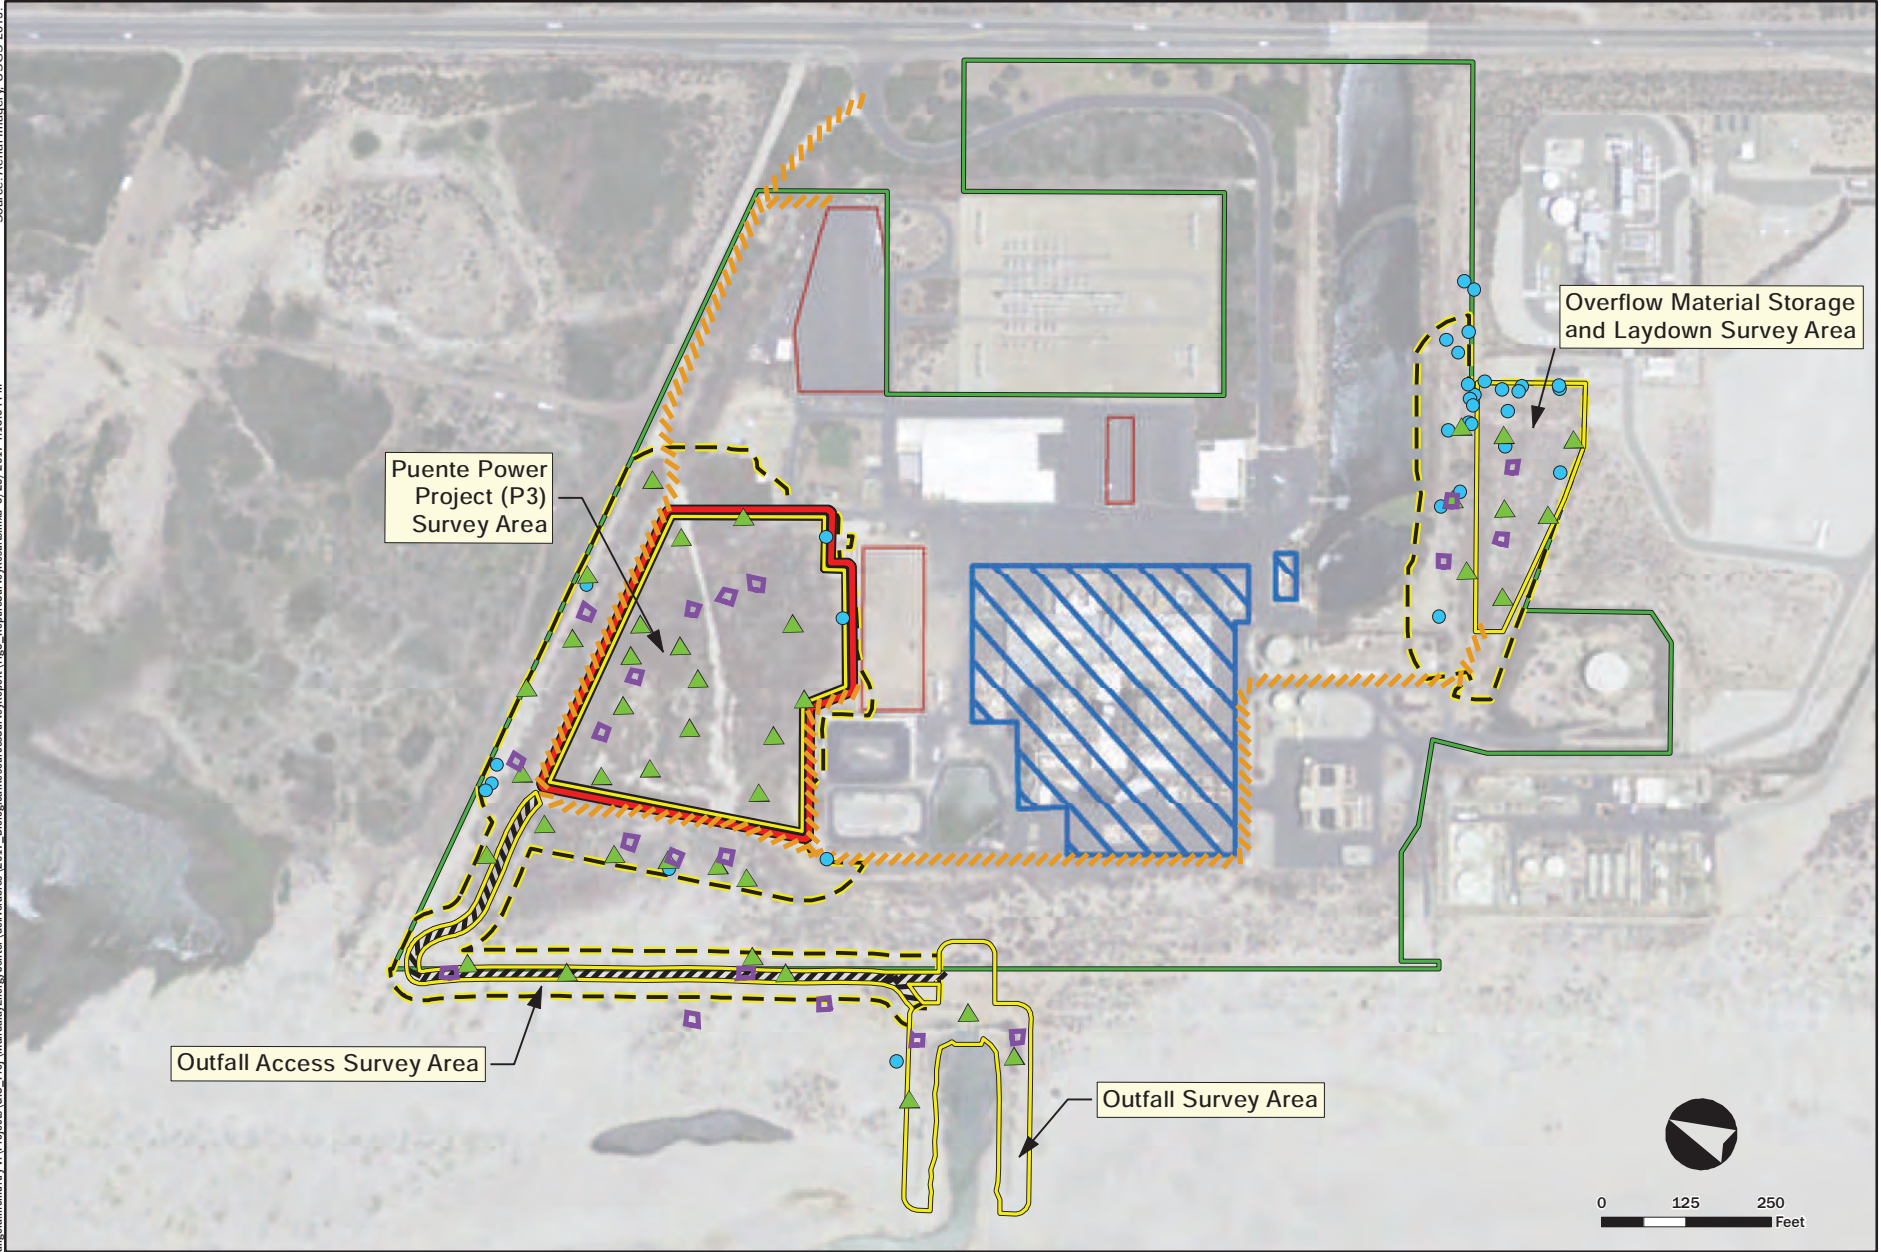 Overflow Material Storage
and Laydown Survey Area
Puente Power
Project (P3)
Survey Area
Outfall Access Survey Area
Outfall Survey Area
0 125 250
Feet